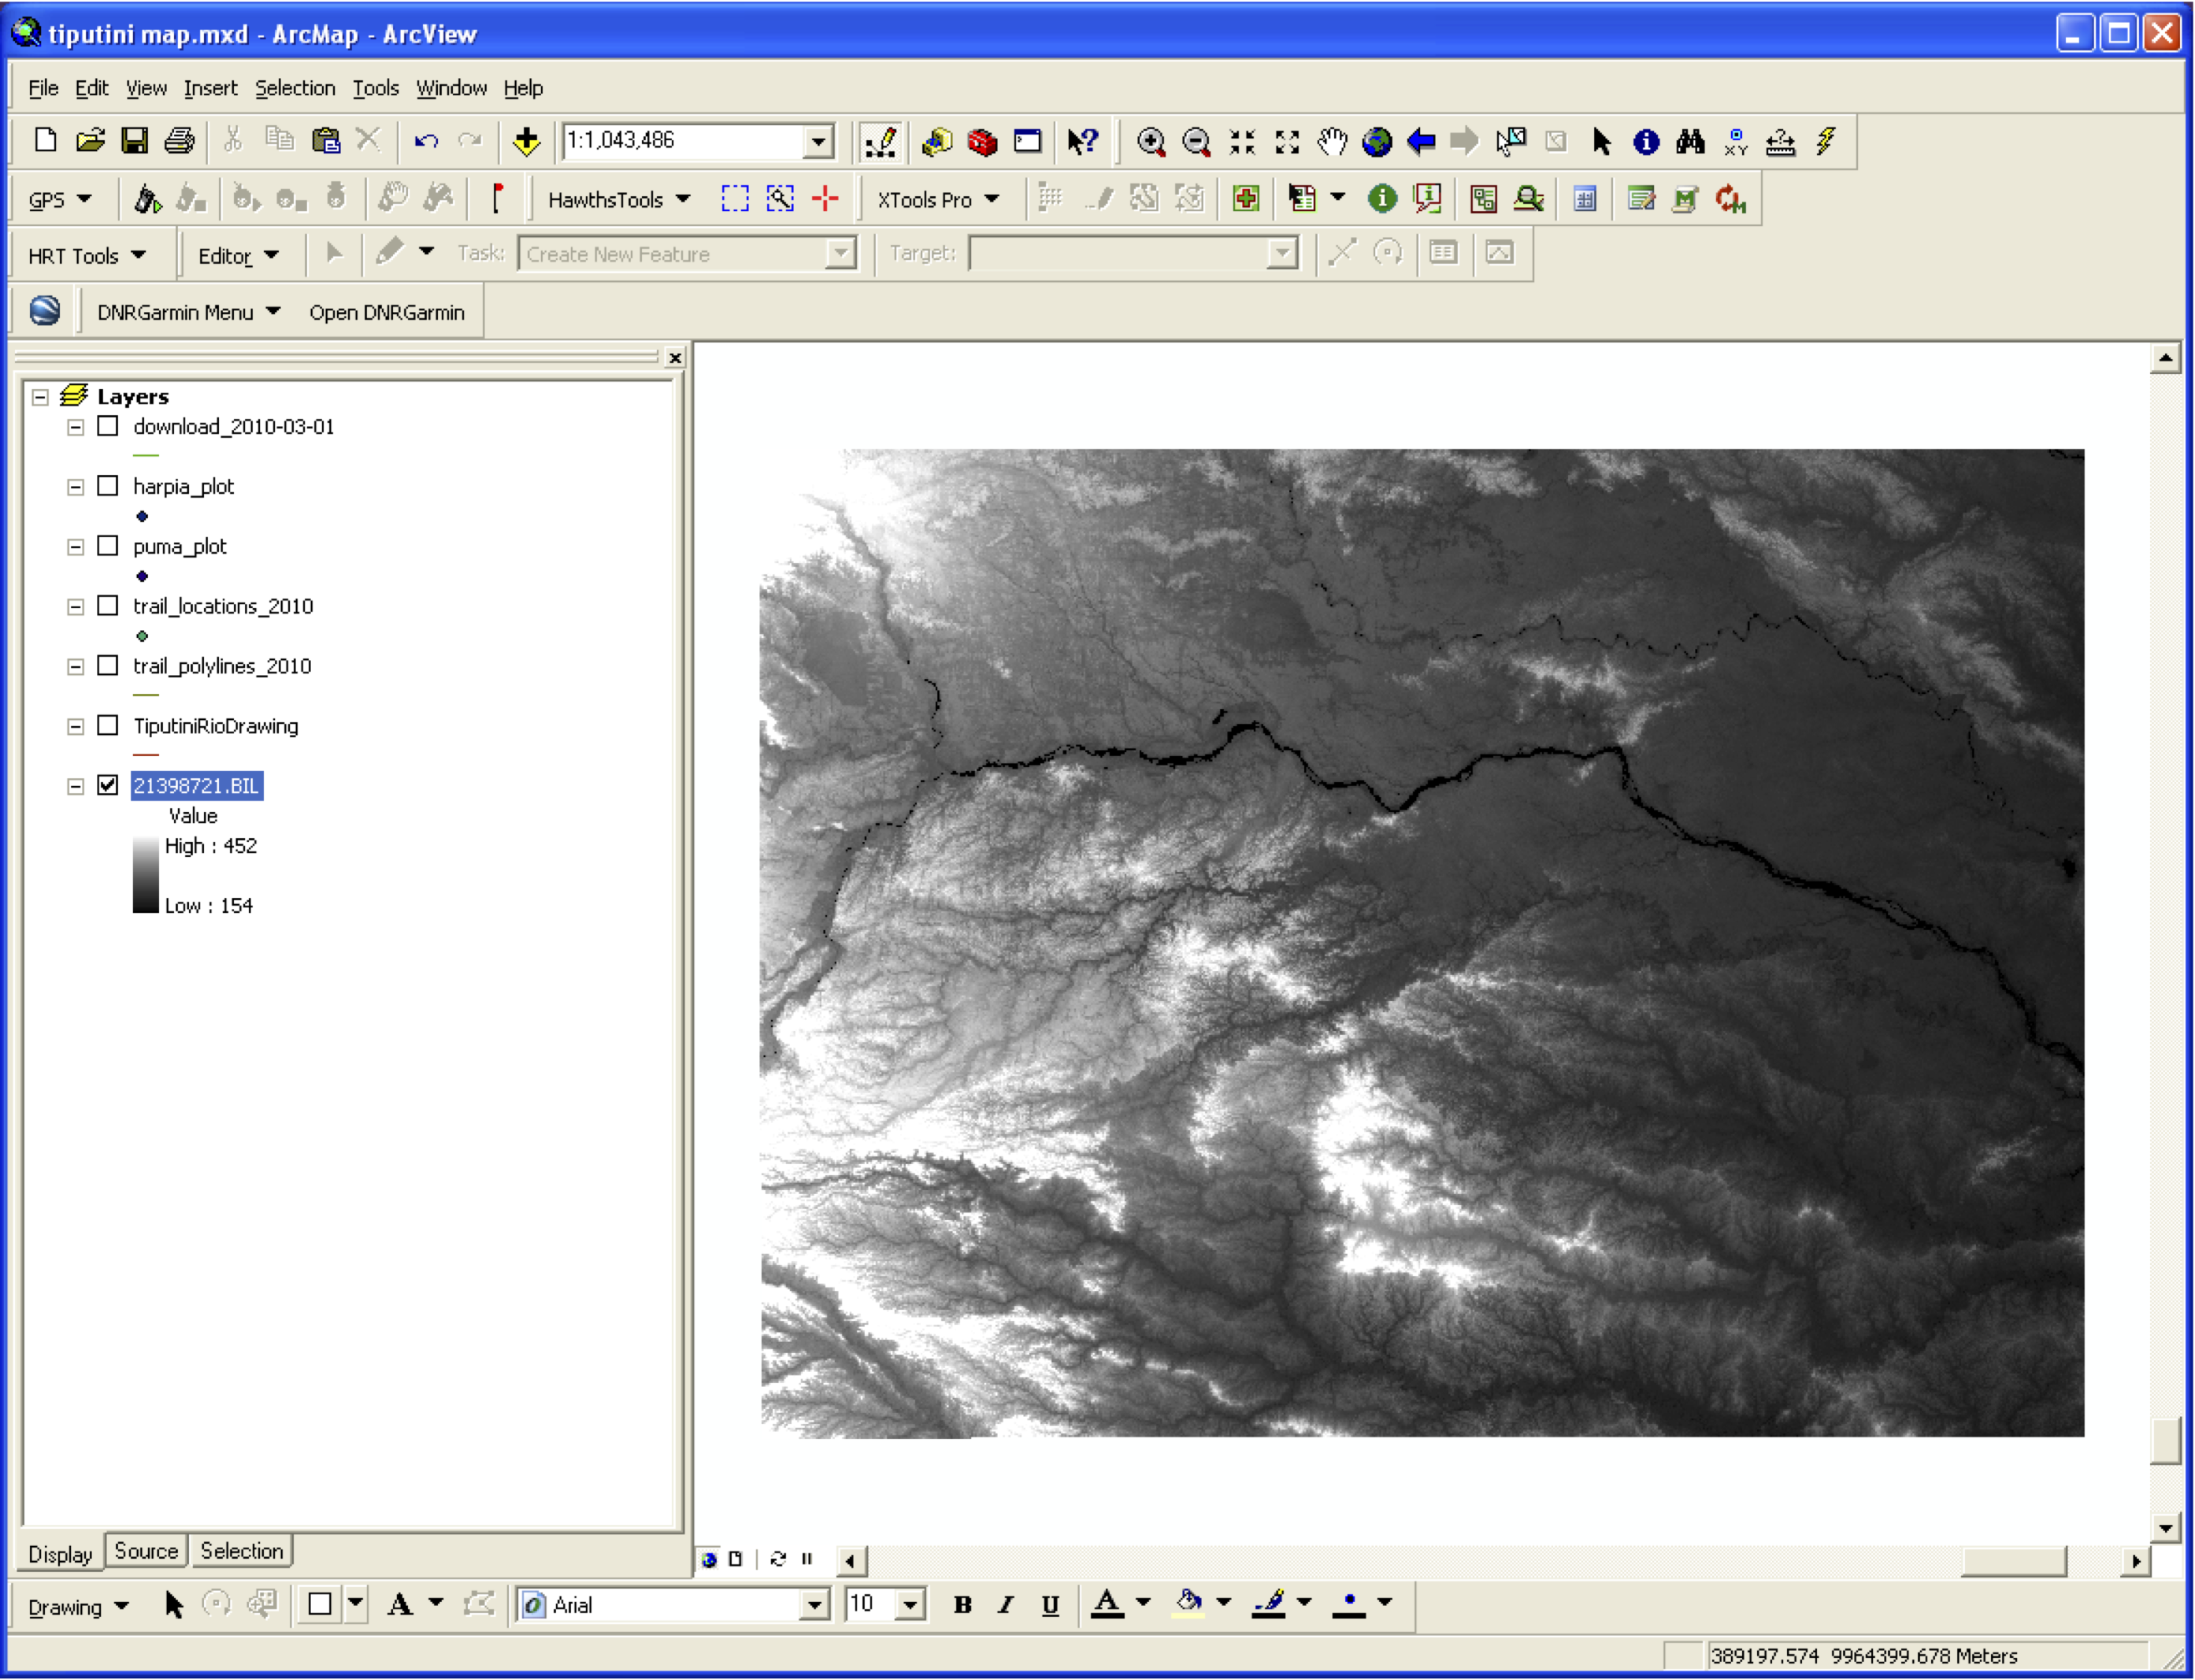 tiputini map.mxd - ArcMap - ArcView
File Edit View Insert Selection Tools Window Help
1:1,043,486
XY
GPS HawthsTools XTools Pro
HRT Tools Editor Task: Create New Feature Target:
DNRGarmin Menu Open DNRGarmin
Layers
download_2010-03-01
harpia_plot
puma_plot
trail_locations_2010
trail_polylines_2010
TiputiniRioDrawing
21398721.BIL
Value
High : 452
Low : 154
Display Source Selection
Drawing A Arial 10 B I U A
389197.574 9964399.678 Meters